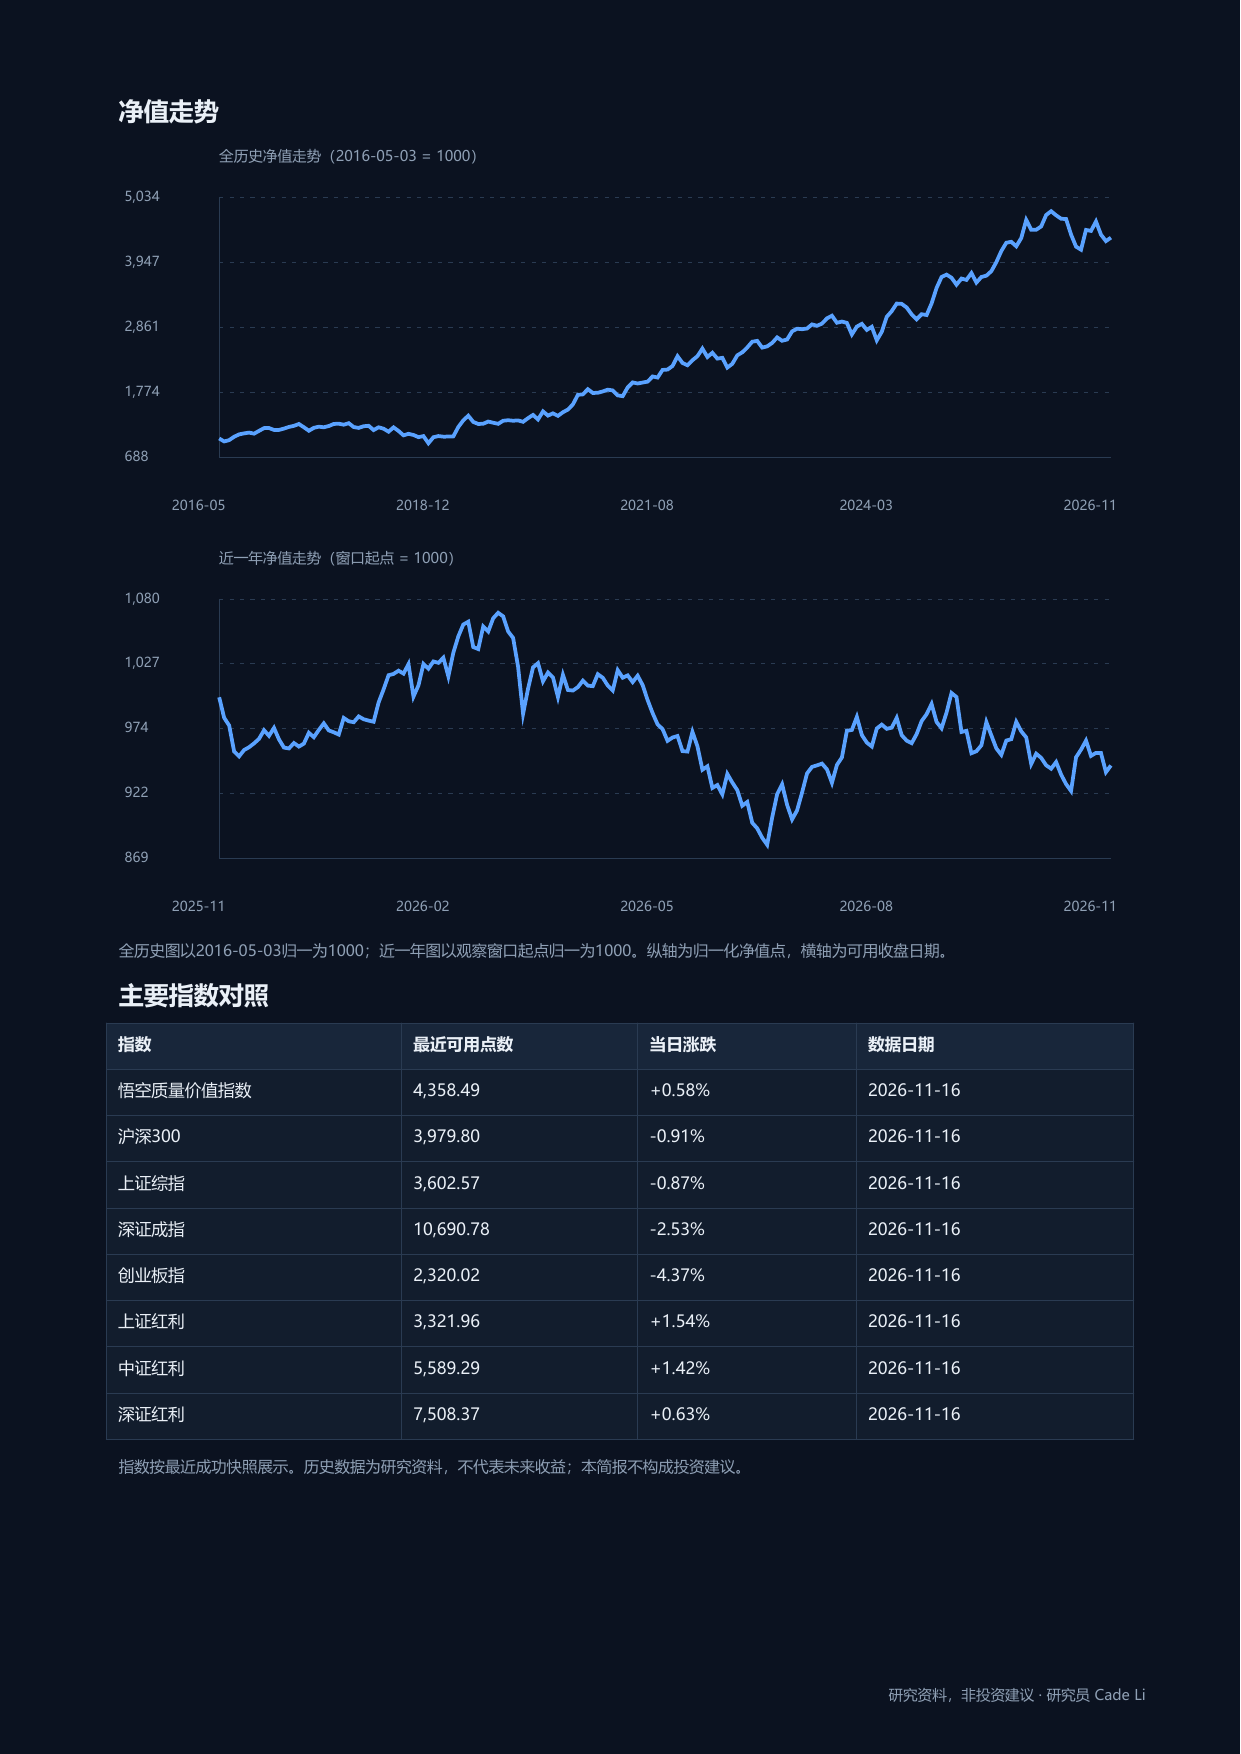 净值走势
全历史净值走势（2016-05-03 = 1000）
5,034
3,947
2,861
1,774
688
2016-05 2018-12 2021-08 2024-03 2026-11
近一年净值走势（窗口起点 = 1000）
1,080
1,027
974
922
869
2025-11 2026-02 2026-05 2026-08 2026-11
全历史图以2016-05-03归一为1000；近一年图以观察窗口起点归一为1000。纵轴为归一化净值点，横轴为可用收盘日期。
主要指数对照
指数 最近可用点数 当日涨跌 数据日期
悟空质量价值指数 4,358.49 +0.58% 2026-11-16
沪深300 3,979.80 -0.91% 2026-11-16
上证综指 3,602.57 -0.87% 2026-11-16
深证成指 10,690.78 -2.53% 2026-11-16
创业板指 2,320.02 -4.37% 2026-11-16
上证红利 3,321.96 +1.54% 2026-11-16
中证红利 5,589.29 +1.42% 2026-11-16
深证红利 7,508.37 +0.63% 2026-11-16
指数按最近成功快照展示。历史数据为研究资料，不代表未来收益；本简报不构成投资建议。
研究资料，非投资建议 · 研究员 Cade Li